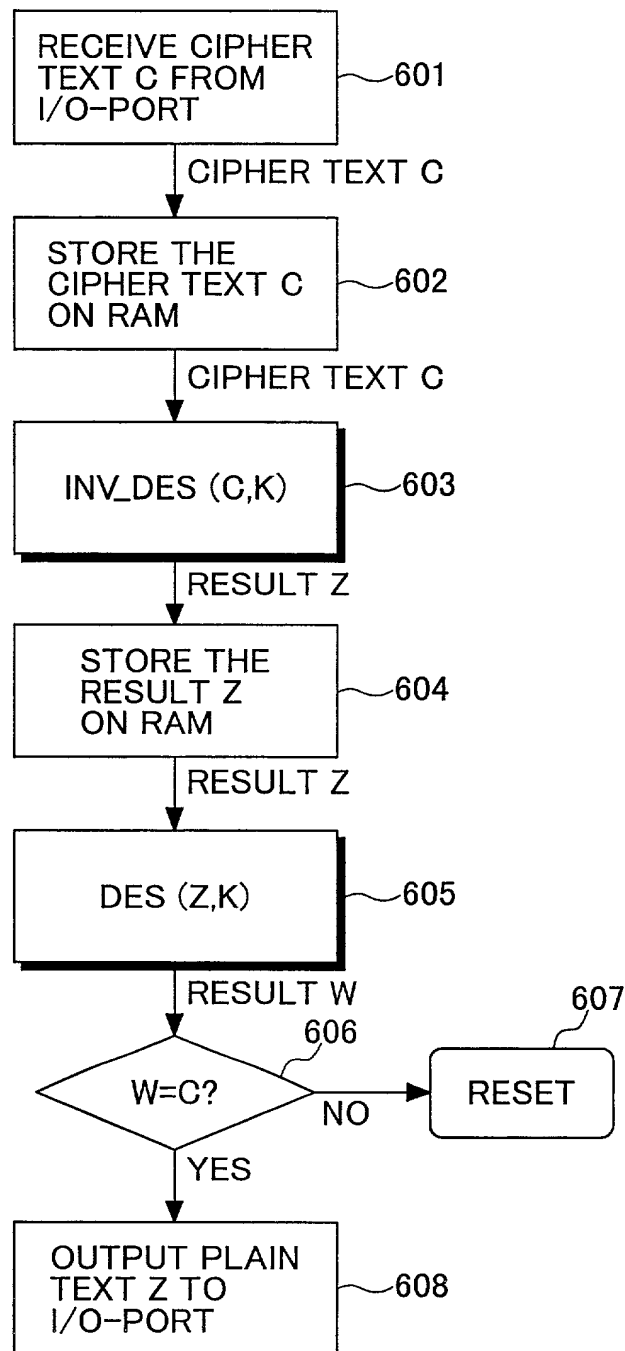 RECEIVE CIPHER
TEXT C FROM
I/O-PORT
601
CIPHER TEXT C
STORE THE
CIPHER TEXT C
ON RAM
602
CIPHER TEXT C
INV_DES (C,K)
603
RESULT Z
STORE THE
RESULT Z
ON RAM
604
RESULT Z
DES (Z,K)
605
RESULT W
606
607
W=C?
NO
RESET
YES
OUTPUT PLAIN
TEXT Z TO
I/O-PORT
608